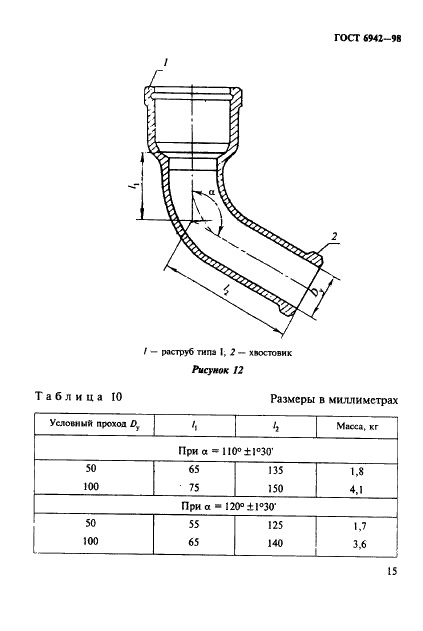 ГОСТ 6942—98
1
l₁
α
2
l₂
Dу
1 — раструб типа I; 2 — хвостовик
Рисунок 12
Таблица 10 Размеры в миллиметрах
Условный проход Dу l₁ l₂ Масса, кг
При α = 110° ±1°30'
50 65 135 1,8
100 75 150 4,1
При α = 120° ±1°30'
50 55 125 1,7
100 65 140 3,6
15